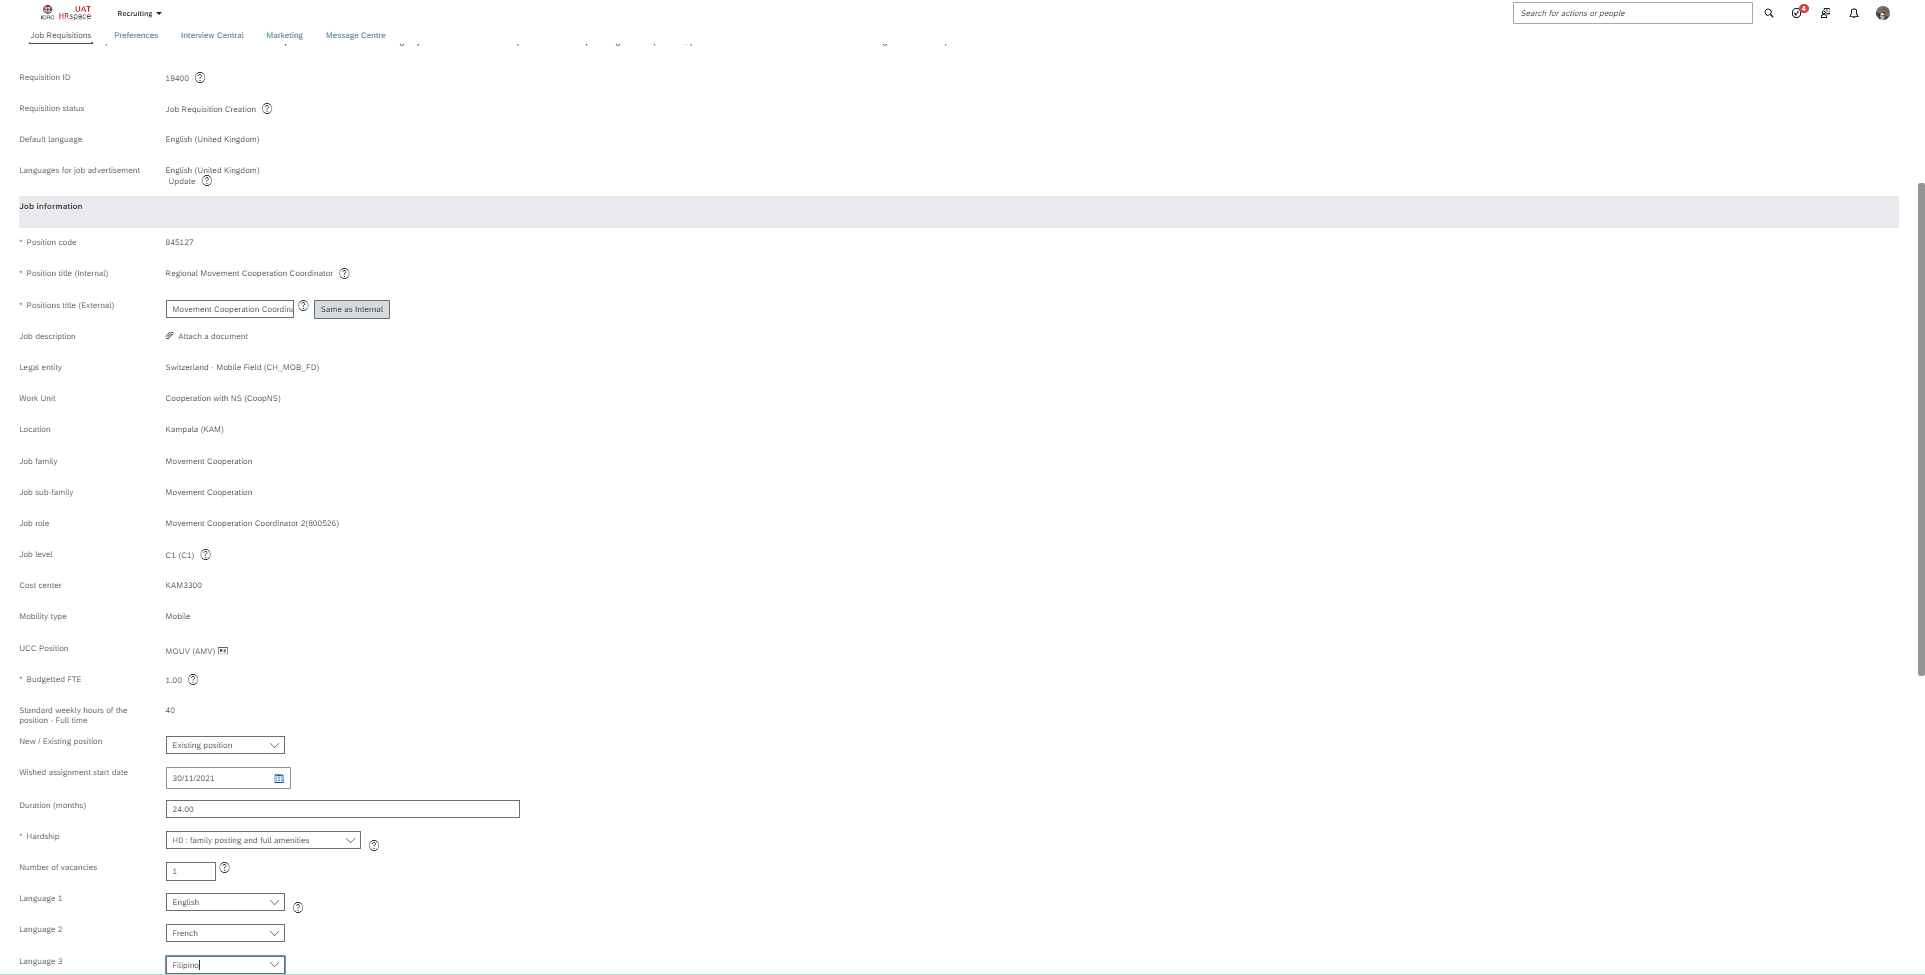 UAT
ICRC HRspace
Recruiting
Search for actions or people
4
Job Requisitions Preferences Interview Central Marketing Message Centre
Requisition ID 19400
Requisition status Job Requisition Creation
Default language English (United Kingdom)
Languages for job advertisement English (United Kingdom)
Update
Job information
* Position code 845127
* Position title (Internal) Regional Movement Cooperation Coordinator
* Positions title (External) Movement Cooperation Coordina Same as Internal
Job description Attach a document
Legal entity Switzerland - Mobile Field (CH_MOB_FD)
Work Unit Cooperation with NS (CoopNS)
Location Kampala (KAM)
Job family Movement Cooperation
Job sub-family Movement Cooperation
Job role Movement Cooperation Coordinator 2(800526)
Job level C1 (C1)
Cost center KAM3300
Mobility type Mobile
UCC Position MOUV (AMV)
* Budgetted FTE 1.00
Standard weekly hours of the 40
position - Full time
New / Existing position Existing position
Wished assignment start date 30/11/2021
Duration (months) 24.00
* Hardship H0 : family posting and full amenities
Number of vacancies 1
Language 1 English
Language 2 French
Language 3 Filipino